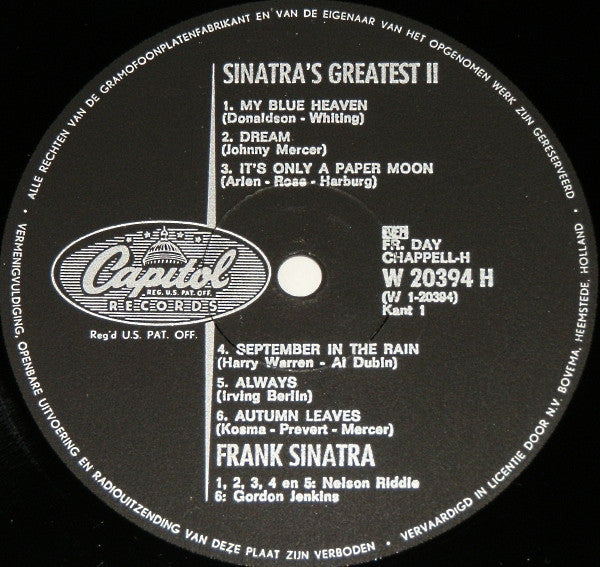 ALLE RECHTEN VAN DE GRAMOFOONPLATENFABRIKANT EN VAN DE EIGENAAR VAN HET OPGENOMEN WERK ZIJN GERESERVEERD •
SINATRA'S GREATEST II
1. MY BLUE HEAVEN
(Donaldson - Whiting)
2. DREAM
(Johnny Mercer)
3. IT'S ONLY A PAPER MOON
(Arlen - Rose - Harburg)
Capitol
REG. U.S. PAT. OFF.
RECORDS
Reg'd U.S. PAT. OFF.
FR. DAY
CHAPPELL-H
W 20394 H
(W 1-20394)
Kant 1
4. SEPTEMBER IN THE RAIN
(Harry Warren - Al Dubin)
5. ALWAYS
(Irving Berlin)
6. AUTUMN LEAVES
(Kosma - Prevert - Mercer)
FRANK SINATRA
1, 2, 3, 4 en 5: Nelson Riddle
6: Gordon Jenkins
• VERMENIGVULDIGING, OPENBARE UITVOERING EN RADIOUITZENDING VAN DEZE PLAAT ZIJN VERBODEN •
VERVAARDIGD IN LICENTIE DOOR N.V. BOVEMA, HEEMSTEDE, HOLLAND